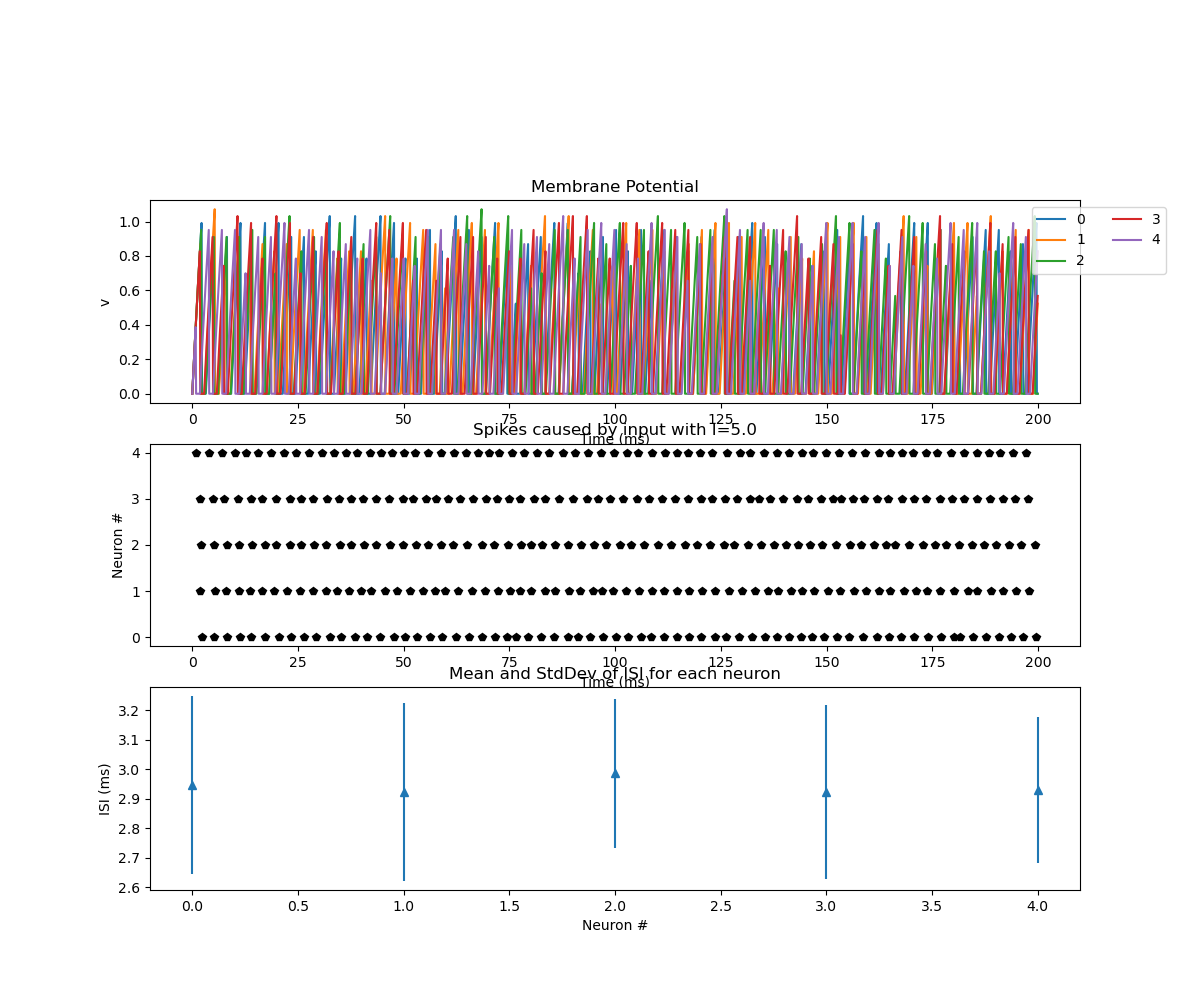 Membrane Potential
1.0
0.8
0.6
0.4
0.2
0.0
v
0 3
1 4
2
0 25 50 75 100 125 150 175 200
Time (ms)
Spikes caused by input with I=5.0
4
3
2
1
0
Neuron #
0 25 50 75 100 125 150 175 200
Time (ms)
Mean and StdDev of ISI for each neuron
3.2
3.1
3.0
2.9
2.8
2.7
2.6
ISI (ms)
0.0 0.5 1.0 1.5 2.0 2.5 3.0 3.5 4.0
Neuron #